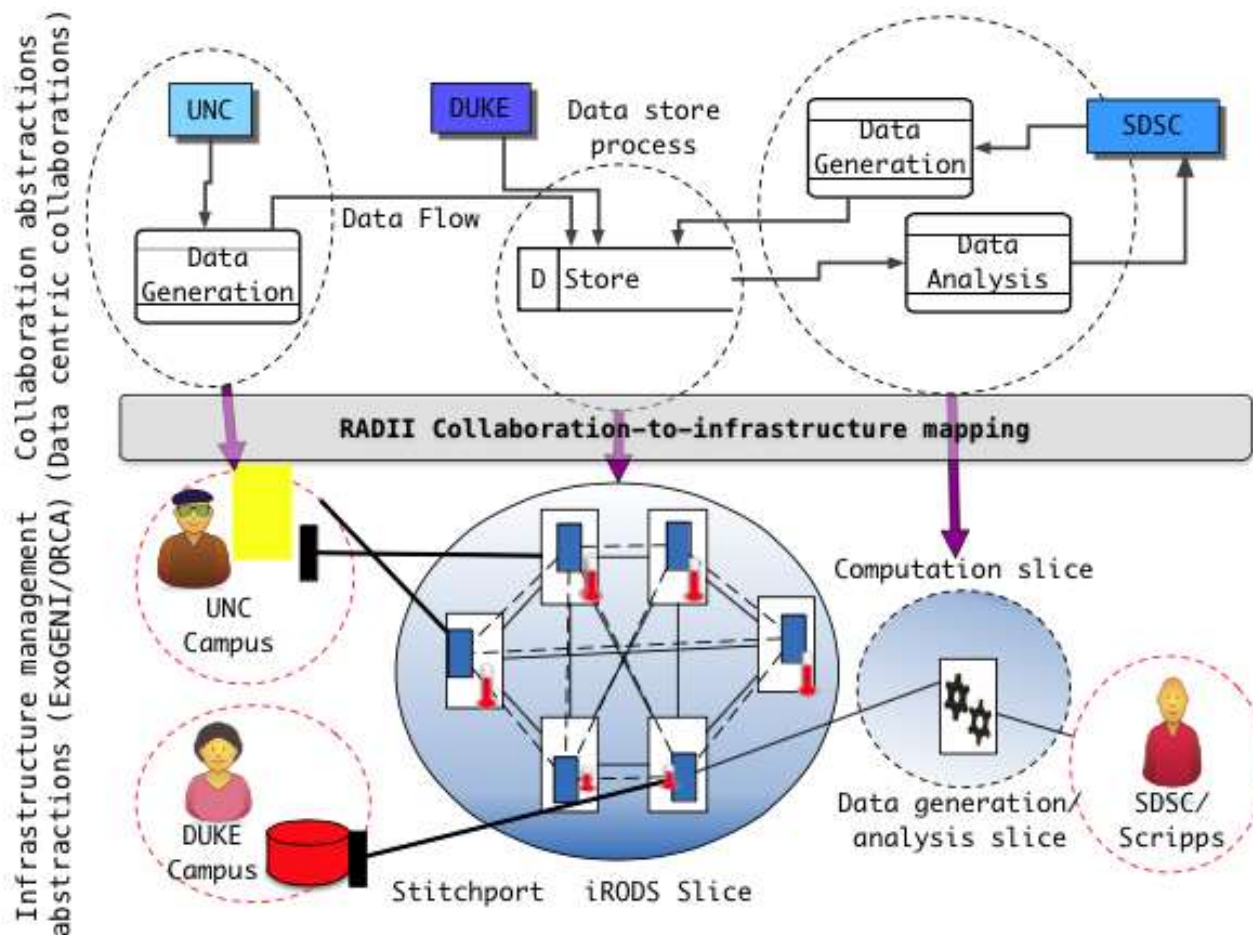 Collaboration abstractions
(Data centric collaborations)
UNC
DUKE
Data store
process
Data
Generation
SDSC
Data Flow
Data
Generation
D
Store
Data
Analysis
RADII Collaboration-to-infrastructure mapping
Infrastructure management
abstractions (ExoGENI/ORCA)
UNC
Campus
Computation slice
DUKE
Campus
Data generation/
analysis slice
SDSC/
Scripps
Stitchport
iRODS Slice